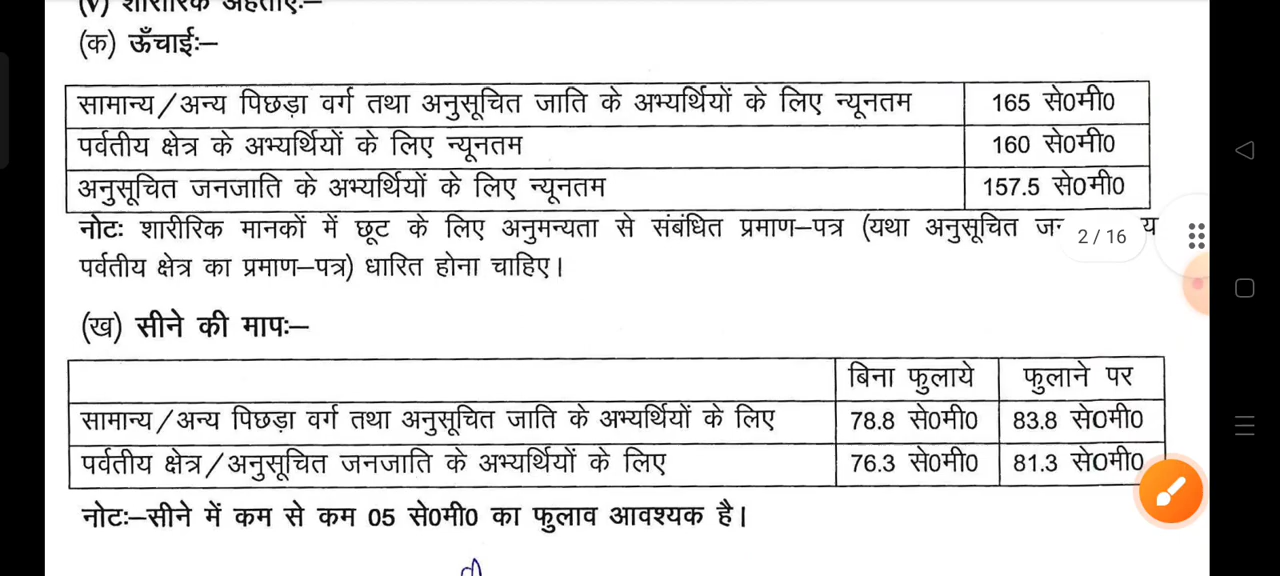 (v) शारीरिक अर्हताएं:–
(क) ऊँचाईः–
सामान्य/अन्य पिछड़ा वर्ग तथा अनुसूचित जाति के अभ्यर्थियों के लिए न्यूनतम 165 से0मी0
पर्वतीय क्षेत्र के अभ्यर्थियों के लिए न्यूनतम 160 से0मी0
अनुसूचित जनजाति के अभ्यर्थियों के लिए न्यूनतम 157.5 से0मी0
नोटः शारीरिक मानकों में छूट के लिए अनुमन्यता से संबंधित प्रमाण–पत्र (यथा अनुसूचित
2 / 16
पर्वतीय क्षेत्र का प्रमाण–पत्र) धारित होना चाहिए।
(ख) सीने की मापः–
बिना फुलाये फुलाने पर
सामान्य/अन्य पिछड़ा वर्ग तथा अनुसूचित जाति के अभ्यर्थियों के लिए 78.8 से0मी0 83.8 से0मी0
पर्वतीय क्षेत्र/अनुसूचित जनजाति के अभ्यर्थियों के लिए 76.3 से0मी0 81.3 से0मी0
नोटः–सीने में कम से कम 05 से0मी0 का फुलाव आवश्यक है।